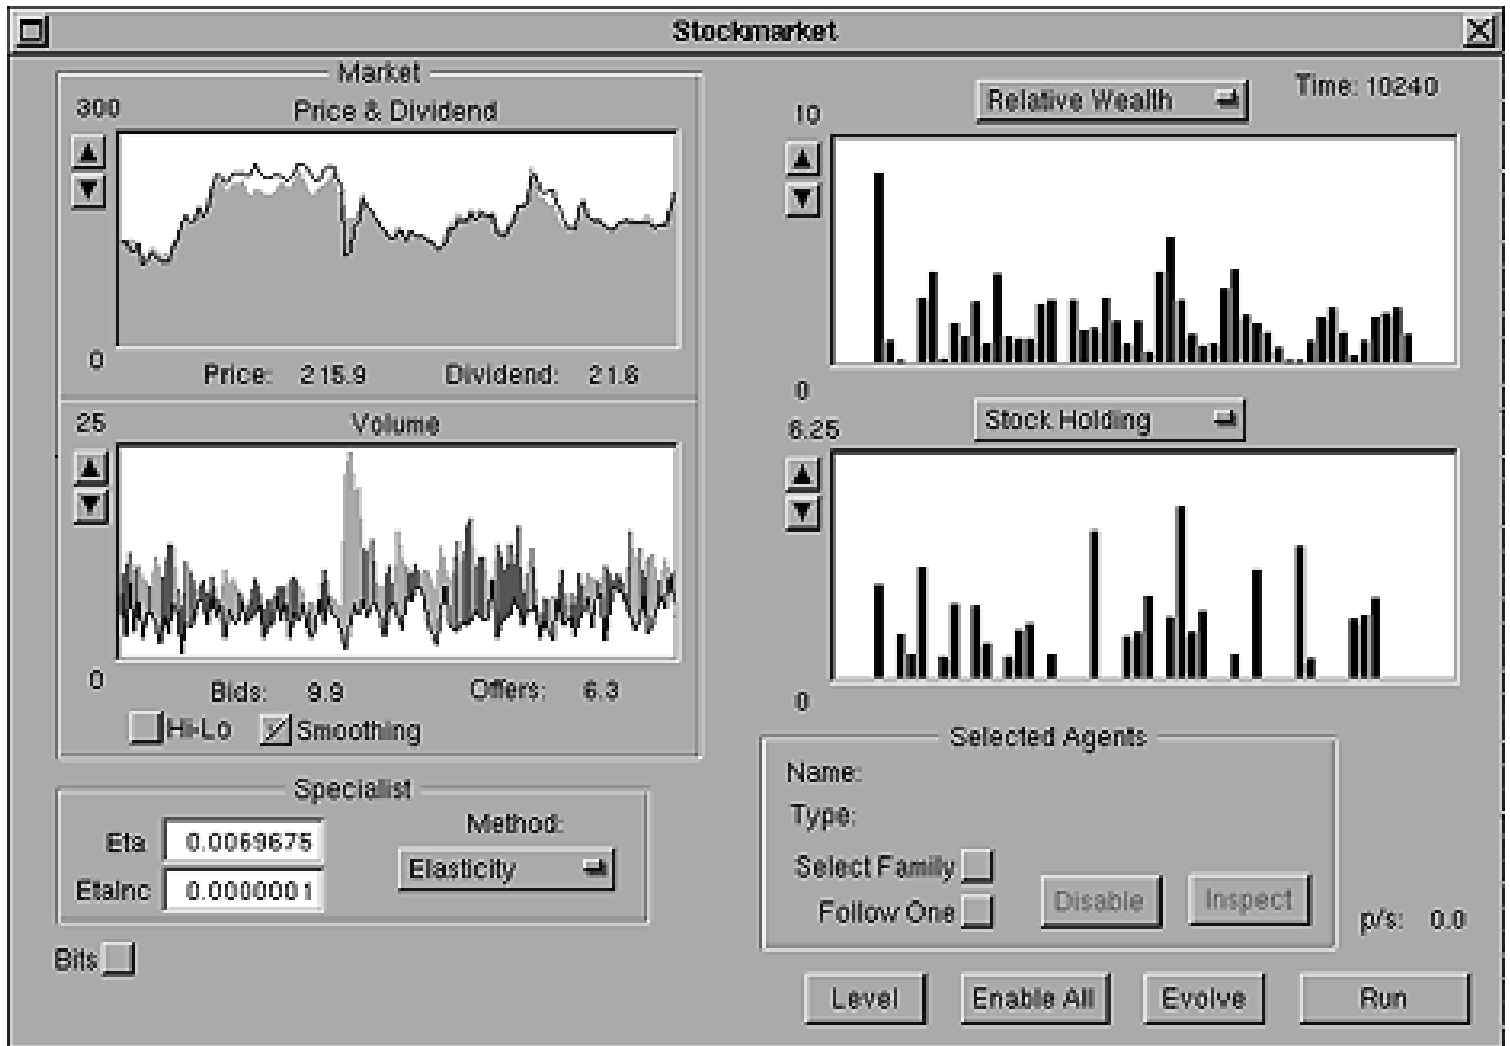 Stockmarket
Market
300
Price & Dividend
0
Price: 215.9 Dividend: 21.6
25
Volume
0
Bids: 9.9 Offers: 6.3
Hi-Lo Smoothing
Specialist
Eta 0.0069675
EtaInc 0.0000001
Method:
Elasticity
Bits
Relative Wealth
Time: 10240
10
0
Stock Holding
6.25
0
Selected Agents
Name:
Type:
Select Family
Follow One
Disable Inspect
p/s: 0.0
Level Enable All Evolve Run